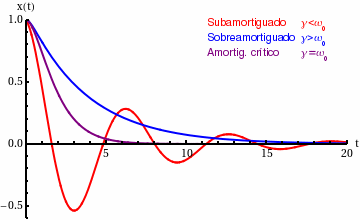 x(t)
1.0
Subamortiguado γ<ω₀
Sobreamortiguado γ>ω₀
Amortig. crítico γ=ω₀
0.5
0.0
t
5
10
15
20
−0.5